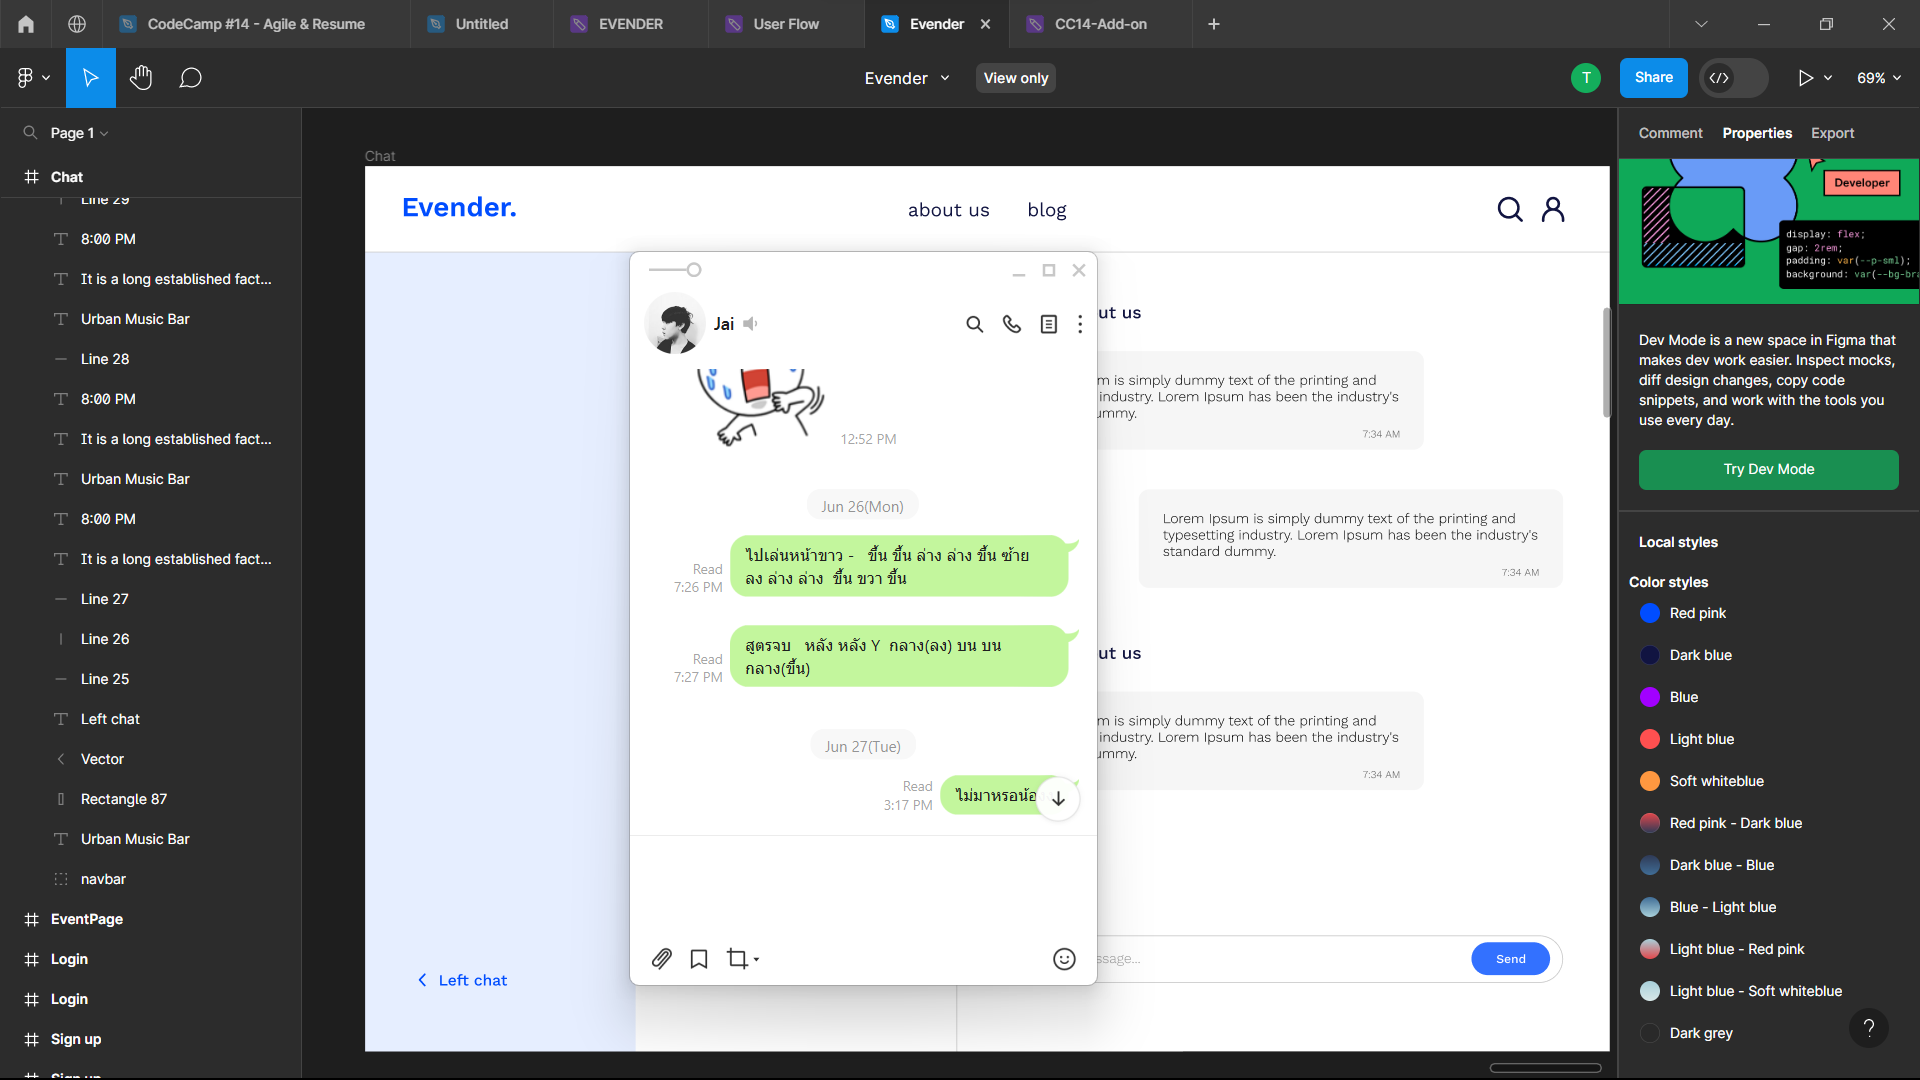 CodeCamp #14 - Agile & Resume
Untitled
EVENDER
User Flow
Evender
CC14-Add-on
Evender
View only
T
Share
69%
Page 1
Chat
Line 29
8:00 PM
It is a long established fact...
Urban Music Bar
Line 28
8:00 PM
It is a long established fact...
Urban Music Bar
8:00 PM
It is a long established fact...
Line 27
Line 26
Line 25
Left chat
Vector
Rectangle 87
Urban Music Bar
navbar
EventPage
Login
Login
Sign up
Sign up
Chat
Evender.
about us
blog
Left chat
Jai
12:52 PM
Jun 26(Mon)
ไปเล่นหน้าขาว - ขึ้น ขึ้น ล่าง ล่าง ขึ้น ซ้าย
ลง ล่าง ล่าง ขึ้น ขวา ขึ้น
Read
7:26 PM
สูตรจบ หลัง หลัง Y กลาง(ลง) บน บน
กลาง(ขึ้น)
Read
7:27 PM
Jun 27(Tue)
Read
3:17 PM
ไม่มาหรอน้อง
ut us
m is simply dummy text of the printing and
industry. Lorem Ipsum has been the industry's
ummy.
7:34 AM
Lorem Ipsum is simply dummy text of the printing and
typesetting industry. Lorem Ipsum has been the industry's
standard dummy.
7:34 AM
ut us
m is simply dummy text of the printing and
industry. Lorem Ipsum has been the industry's
ummy.
7:34 AM
ssage...
Send
Comment
Properties
Export
Developer
display: flex;
gap: 2rem;
padding: var(--p-sml);
background: var(--bg-bra
Dev Mode is a new space in Figma that
makes dev work easier. Inspect mocks,
diff design changes, copy code
snippets, and work with the tools you
use every day.
Try Dev Mode
Local styles
Color styles
Red pink
Dark blue
Blue
Light blue
Soft whiteblue
Red pink - Dark blue
Dark blue - Blue
Blue - Light blue
Light blue - Red pink
Light blue - Soft whiteblue
Dark grey
?